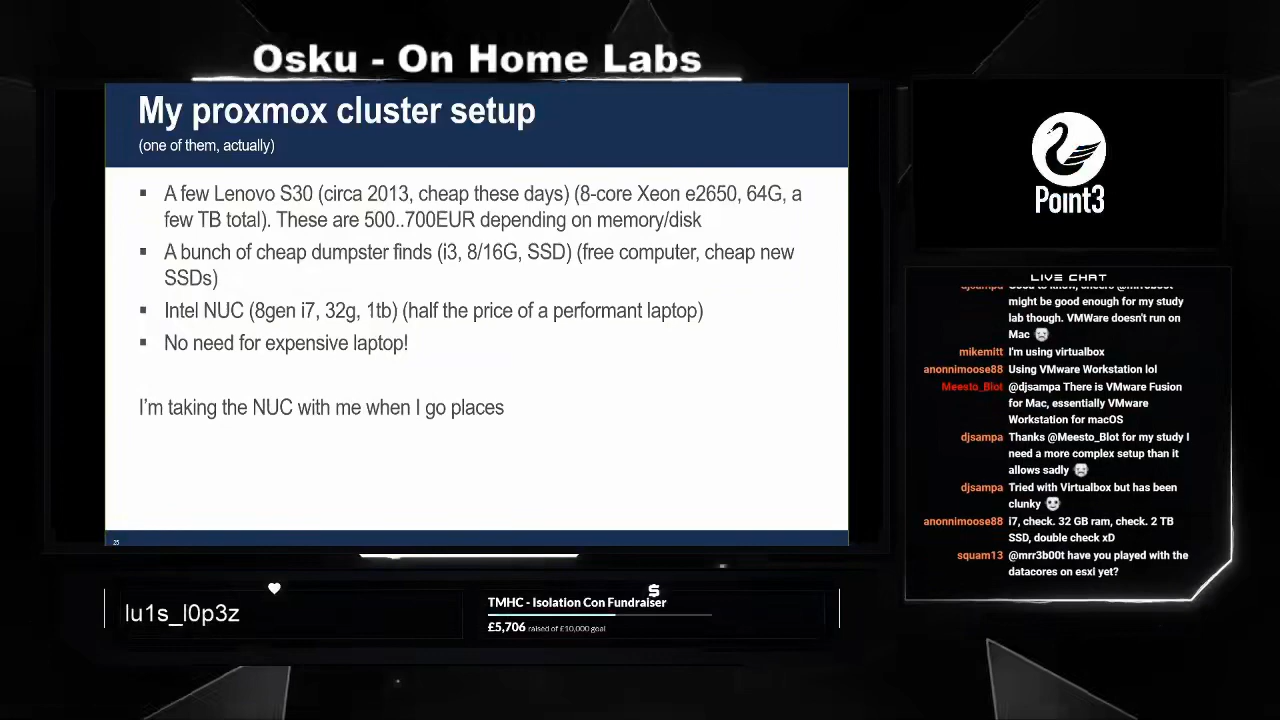 Osku - On Home Labs
My proxmox cluster setup
(one of them, actually)
▪ A few Lenovo S30 (circa 2013, cheap these days) (8-core Xeon e2650, 64G, a
few TB total). These are 500..700EUR depending on memory/disk
▪ A bunch of cheap dumpster finds (i3, 8/16G, SSD) (free computer, cheap new
SSDs)
▪ Intel NUC (8gen i7, 32g, 1tb) (half the price of a performant laptop)
▪ No need for expensive laptop!
I'm taking the NUC with me when I go places
25
lu1s_l0p3z
$
TMHC - Isolation Con Fundraiser
£5,706 raised of £10,000 goal
Point3
LIVE CHAT
might be good enough for my study
lab though. VMWare doesn't run on
Mac
mikemitt I'm using virtualbox
anonnimoose88 Using VMware Workstation lol
Meesto_Blot @djsampa There is VMware Fusion
for Mac, essentially VMware
Workstation for macOS
djsampa Thanks @Meesto_Blot for my study I
need a more complex setup than it
allows sadly
djsampa Tried with Virtualbox but has been
clunky
anonnimoose88 i7, check. 32 GB ram, check. 2 TB
SSD, double check xD
squam13 @mrr3b00t have you played with the
datacores on esxi yet?